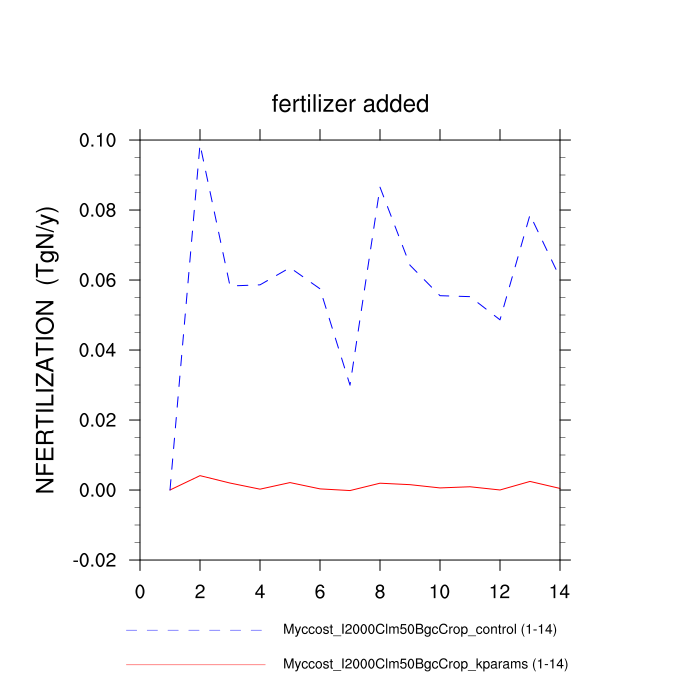 fertilizer added
NFERTILIZATION (TgN/y)
0.10
0.08
0.06
0.04
0.02
0.00
-0.02
0 2 4 6 8 10 12 14
Myccost_I2000Clm50BgcCrop_control (1-14)
Myccost_I2000Clm50BgcCrop_kparams (1-14)